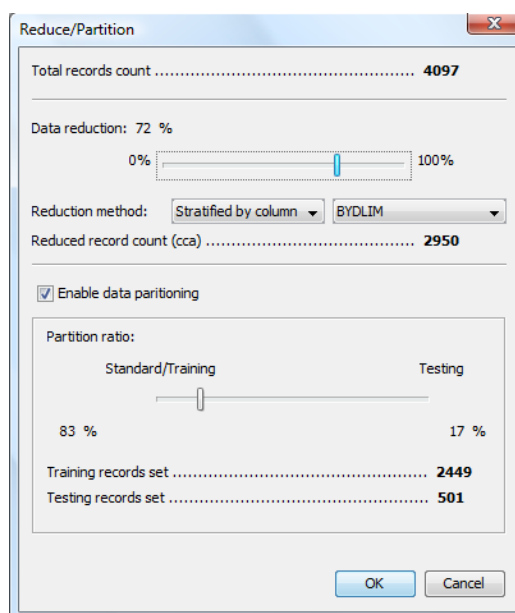 Reduce/Partition
Total records count ................................................................ 4097
Data reduction: 72 %
0% 100%
Reduction method: Stratified by column BYDLIM
Reduced record count (cca) .................................................... 2950
Enable data paritioning
Partition ratio:
Standard/Training Testing
83 % 17 %
Training records set ............................................................... 2449
Testing records set ................................................................ 501
OK Cancel